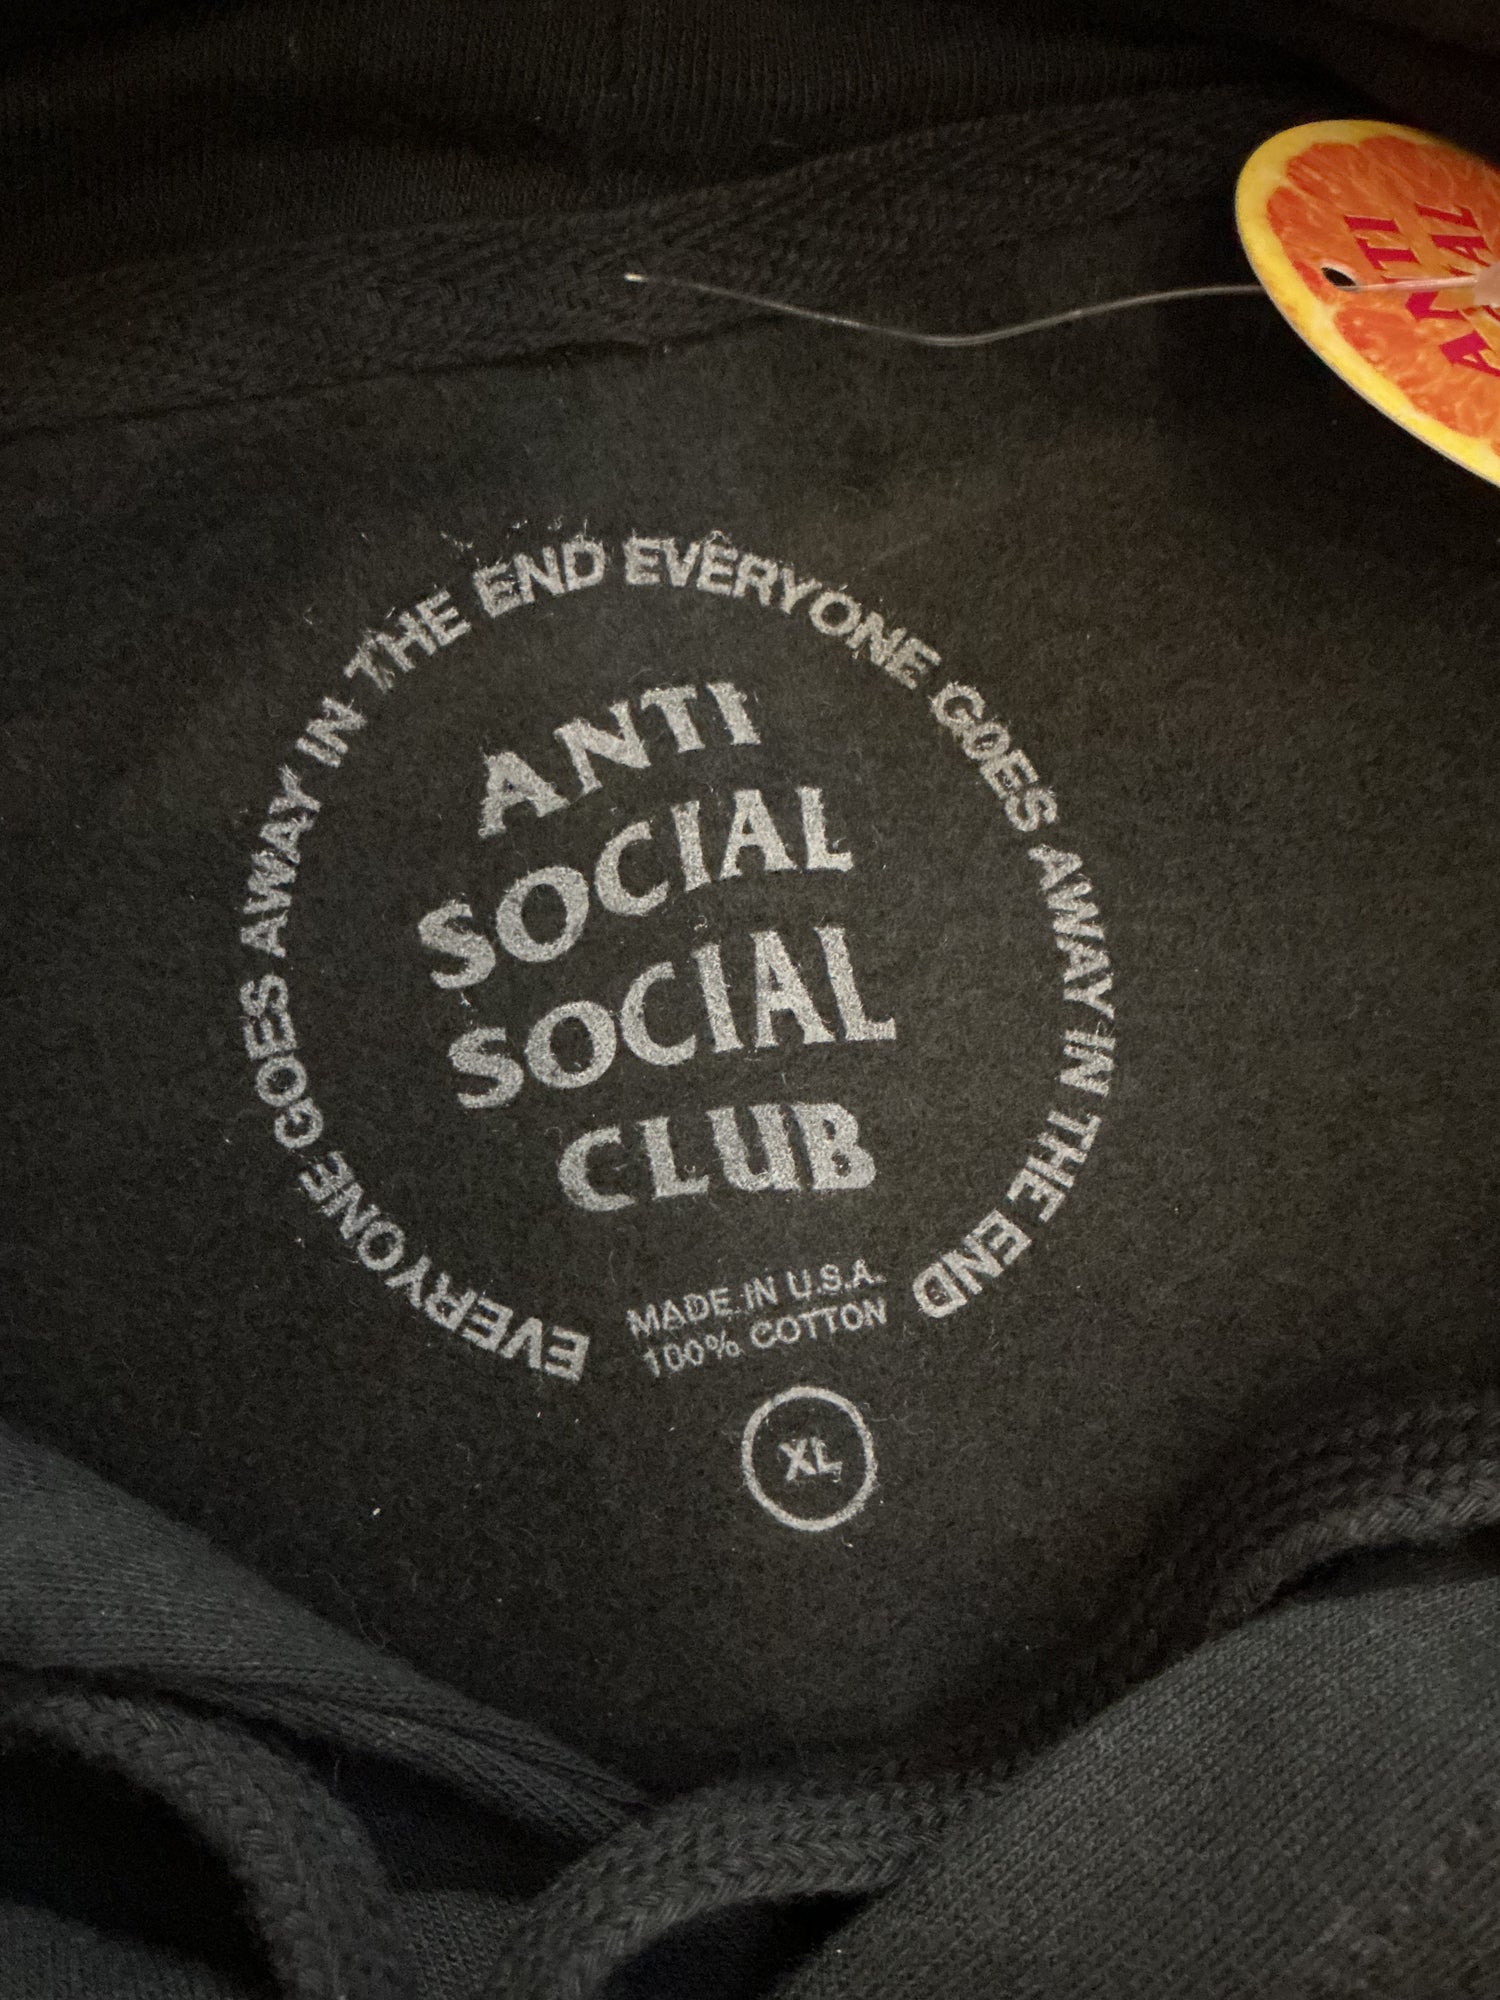 EVERYONE GOES AWAY IN THE END EVERYONE GOES AWAY IN THE END
ANTI
SOCIAL
SOCIAL
CLUB
MADE IN U.S.A.
100% COTTON
XL
ANTI